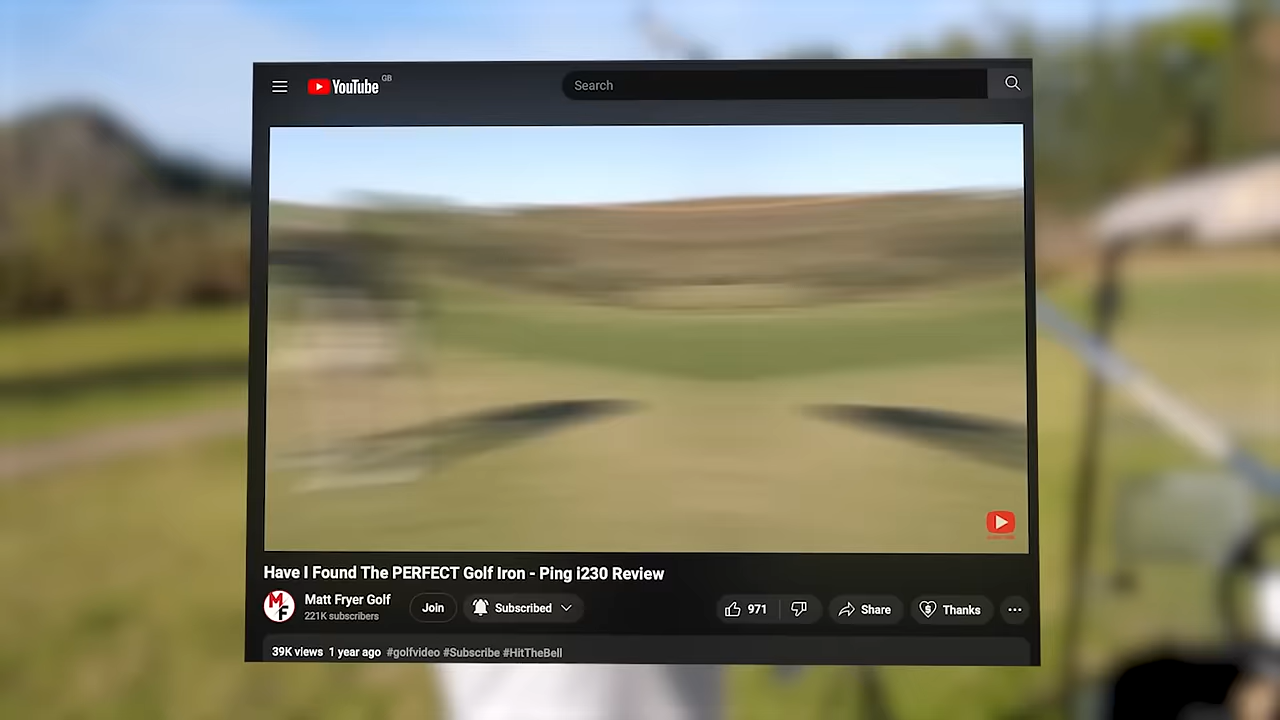 YouTube GB
Search
Have I Found The PERFECT Golf Iron - Ping i230 Review
MF
Matt Fryer Golf
221K subscribers
Join
Subscribed
971
Share
Thanks
39K views 1 year ago #golfvideo #Subscribe #HitTheBell